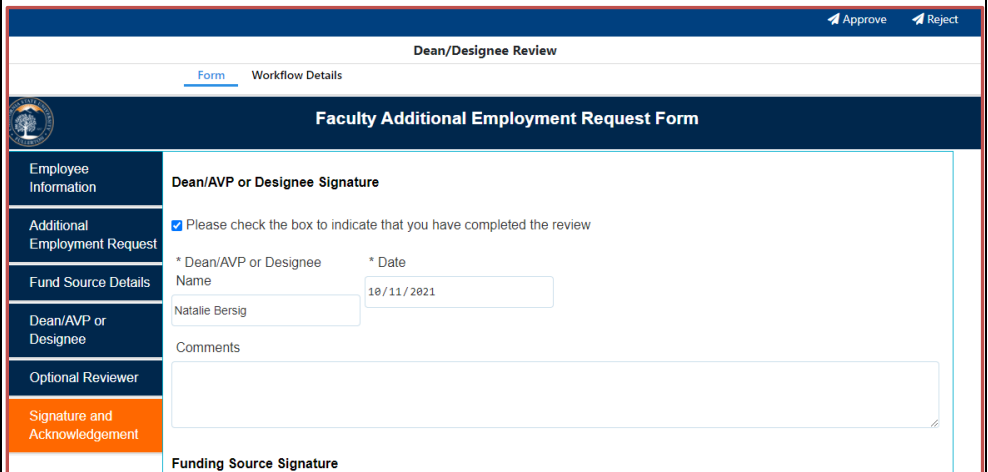 Approve Reject
Dean/Designee Review
Form Workflow Details
Faculty Additional Employment Request Form
Employee
Information
Additional
Employment Request
Fund Source Details
Dean/AVP or
Designee
Optional Reviewer
Signature and
Acknowledgement
Dean/AVP or Designee Signature
Please check the box to indicate that you have completed the review
* Dean/AVP or Designee
Name
Natalie Bersig
* Date
10/11/2021
Comments
Funding Source Signature